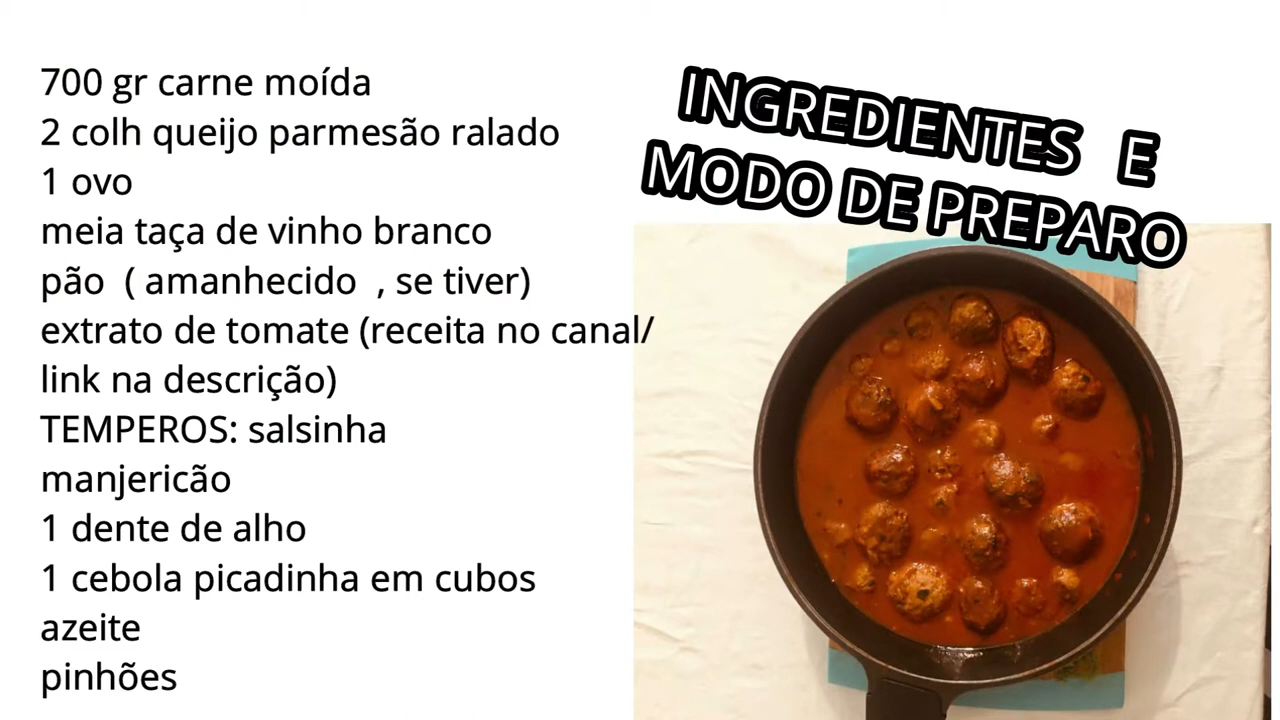 700 gr carne moída
2 colh queijo parmesão ralado
1 ovo
meia taça de vinho branco
pão ( amanhecido , se tiver)
extrato de tomate (receita no canal/
link na descrição)
TEMPEROS: salsinha
manjericão
1 dente de alho
1 cebola picadinha em cubos
azeite
pinhões
INGREDIENTES E
MODO DE PREPARO